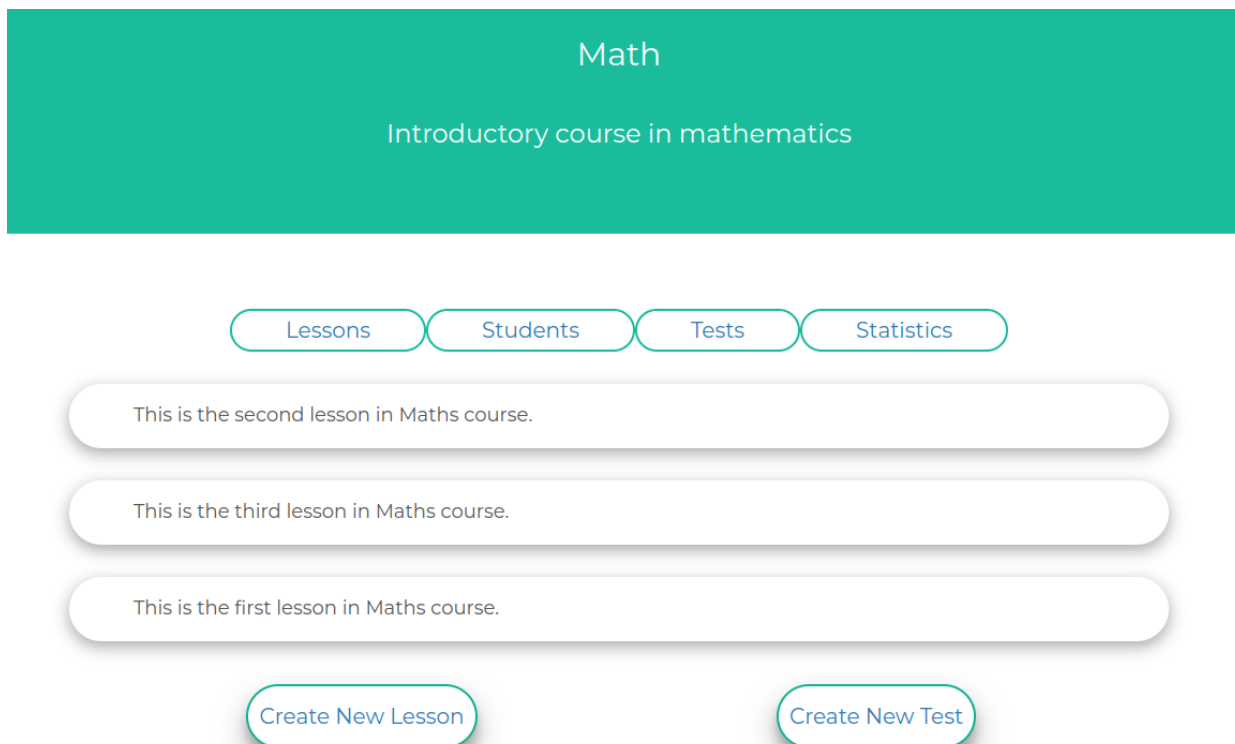 Math
Introductory course in mathematics
Lessons Students Tests Statistics
This is the second lesson in Maths course.
This is the third lesson in Maths course.
This is the first lesson in Maths course.
Create New Lesson Create New Test